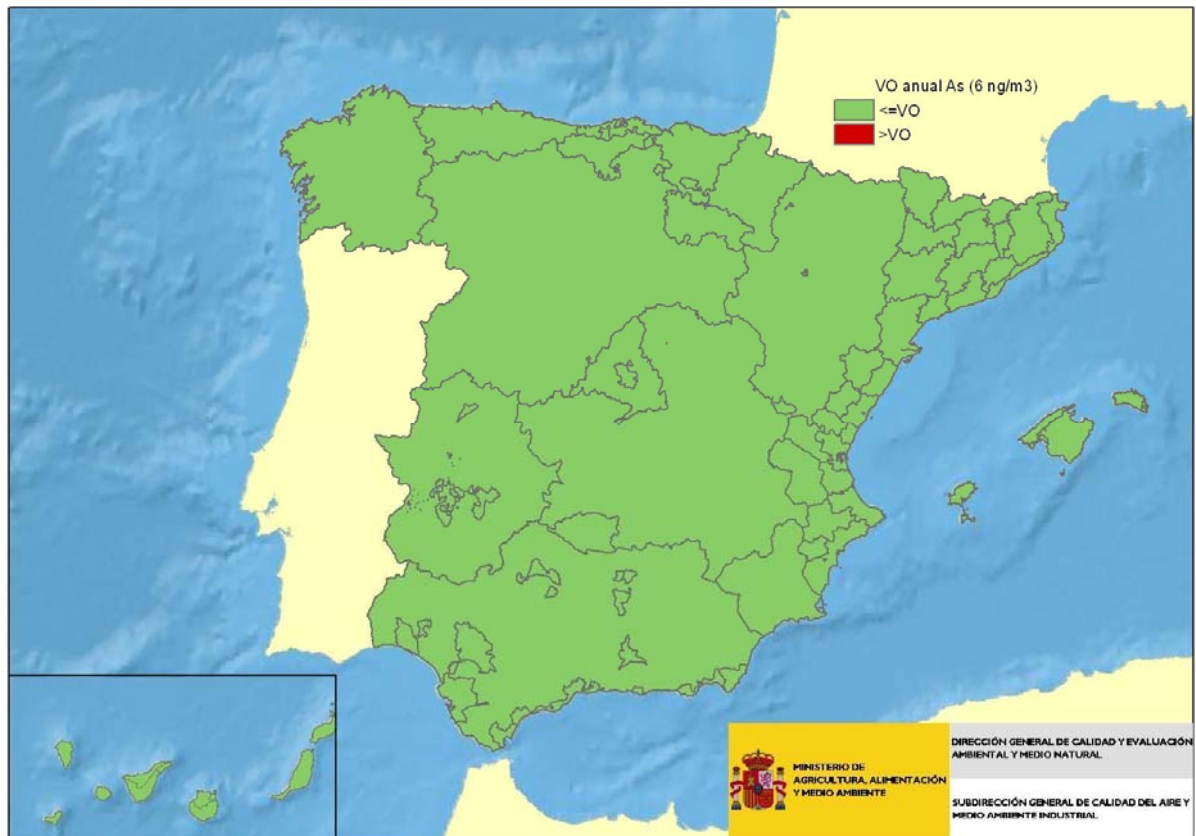 VO anual As (6 ng/m3)
<=VO
>VO
MINISTERIO DE
AGRICULTURA, ALIMENTACIÓN
Y MEDIO AMBIENTE
DIRECCIÓN GENERAL DE CALIDAD Y EVALUACIÓN
AMBIENTAL Y MEDIO NATURAL
SUBDIRECCIÓN GENERAL DE CALIDAD DEL AIRE Y
MEDIO AMBIENTE INDUSTRIAL